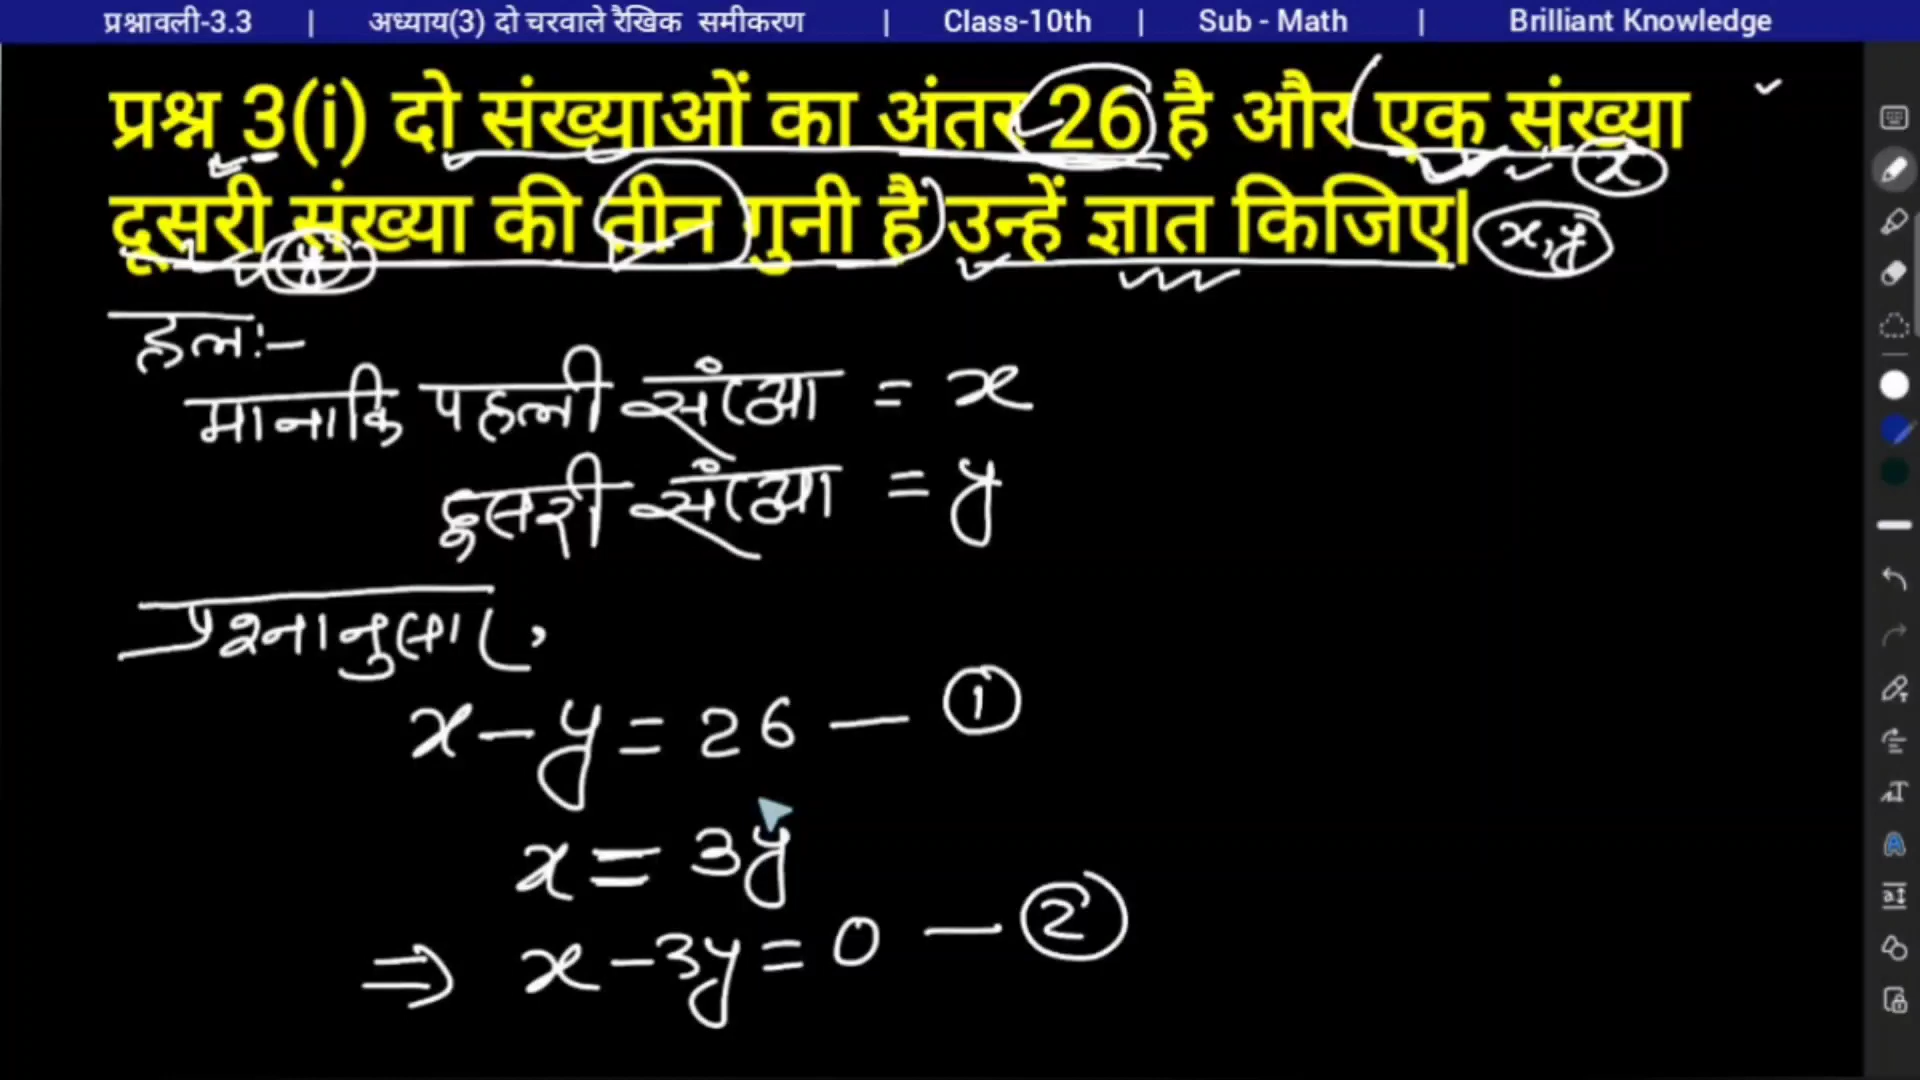 प्रश्नावली-3.3 | अध्याय(3) दो चरवाले रैखिक समीकरण | Class-10th | Sub - Math | Brilliant Knowledge
प्रश्न 3(i) दो संख्याओं का अंतर 26 है और एक संख्या
x
दूसरी संख्या की तीन गुनी है उन्हें ज्ञात किजिए| x,y
y
हल:-
मानाकि पहली संख्या = x
दूसरी संख्या = y
प्रश्नानुसार,
x - y = 26 — ①
x = 3y
⇒ x - 3y = 0 — ②